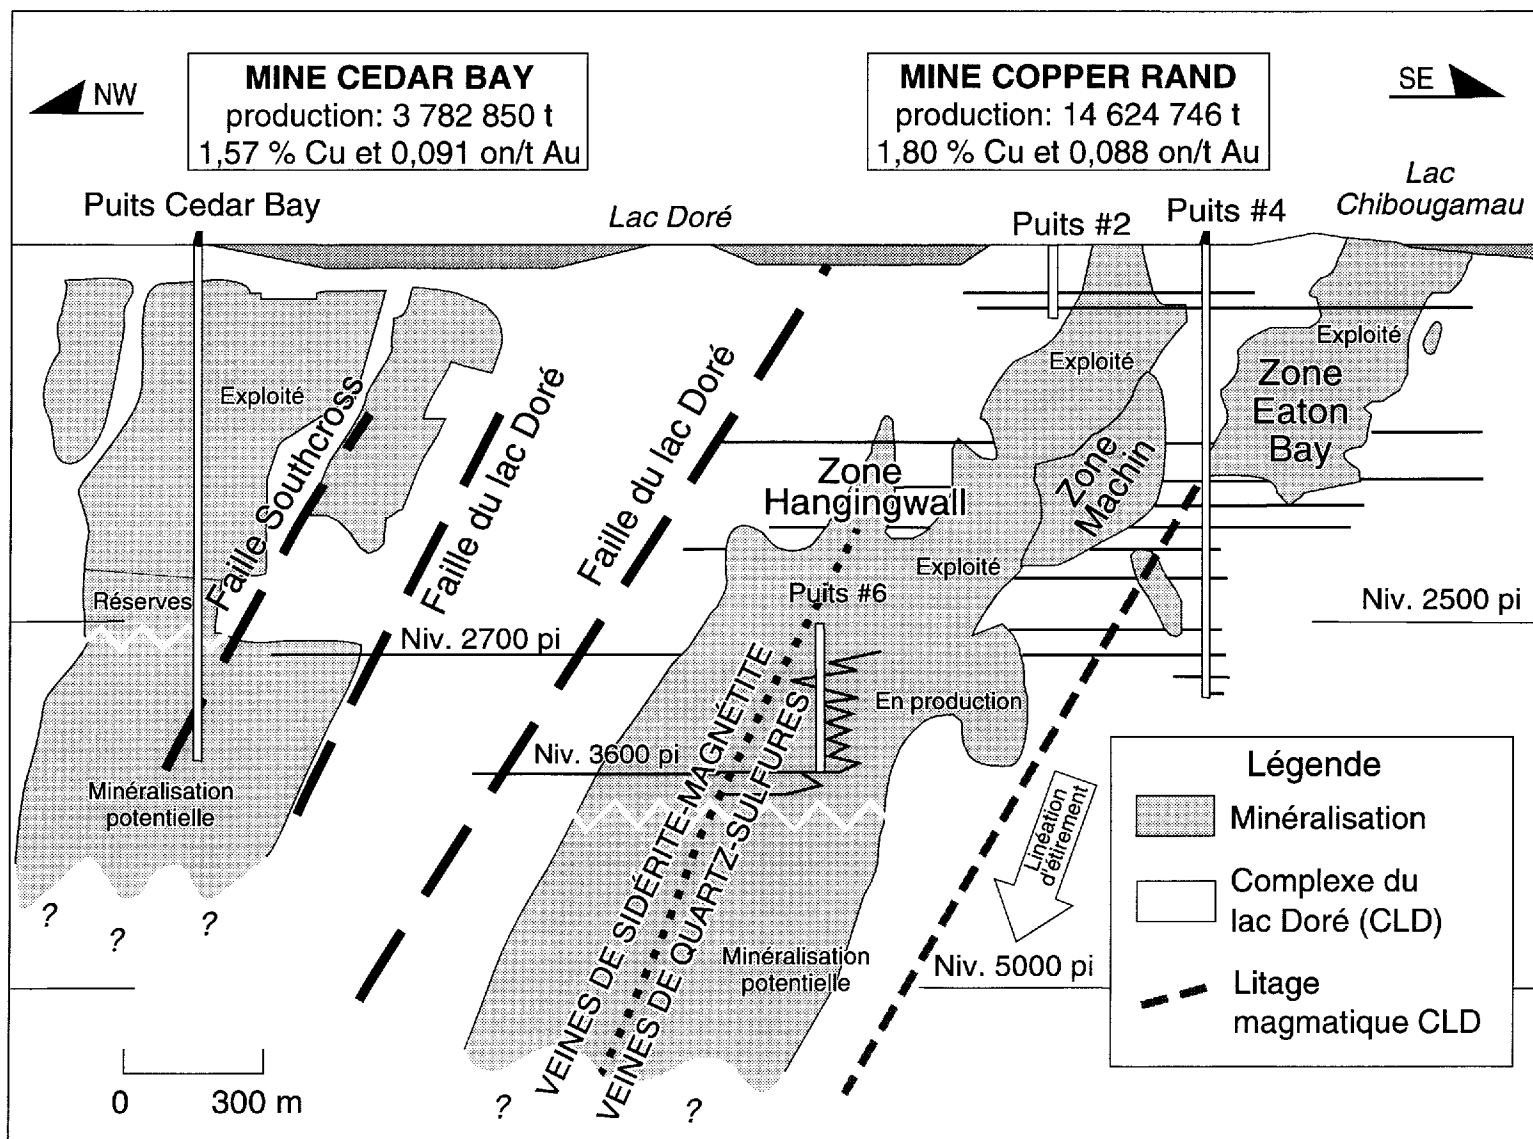 NW
MINE CEDAR BAY
production: 3 782 850 t
1,57 % Cu et 0,091 on/t Au
MINE COPPER RAND
production: 14 624 746 t
1,80 % Cu et 0,088 on/t Au
SE
Puits Cedar Bay
Lac Doré
Puits #2
Puits #4
Lac
Chibougamau
Exploité
Faille Southcross
Faille du lac Doré
Faille du lac Doré
Exploité
Exploité
Zone
Eaton
Bay
Zone
Machin
Zone
Hangingwall
Exploité
Réserves
Puits #6
Niv. 2500 pi
Niv. 2700 pi
En production
Niv. 3600 pi
Minéralisation
potentielle
VEINES DE SIDÉRITE-MAGNÉTITE
VEINES DE QUARTZ-SULFURES
Linéation
d'étirement
Minéralisation
potentielle
Niv. 5000 pi
?
?
?
?
?
0
300 m
Légende
Minéralisation
Complexe du
lac Doré (CLD)
Litage
magmatique CLD